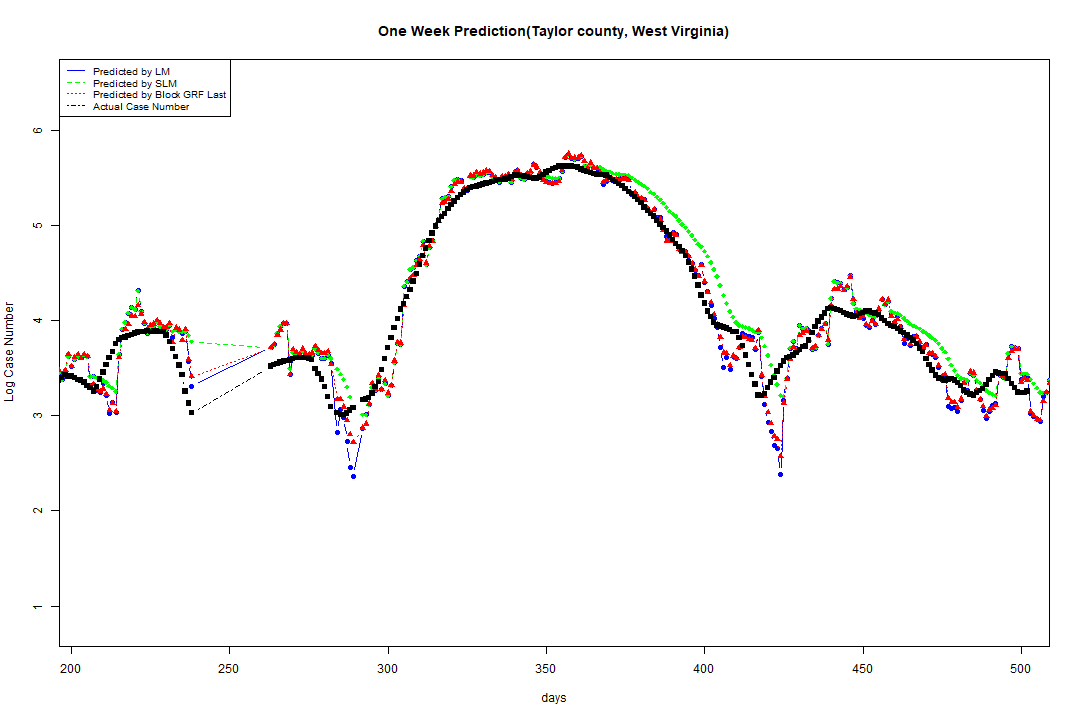 One Week Prediction(Taylor county, West Virginia)
Predicted by LM
Predicted by SLM
Predicted by Block GRF Last
Actual Case Number
Log Case Number
6
5
4
3
2
1
200 250 300 350 400 450 500
days